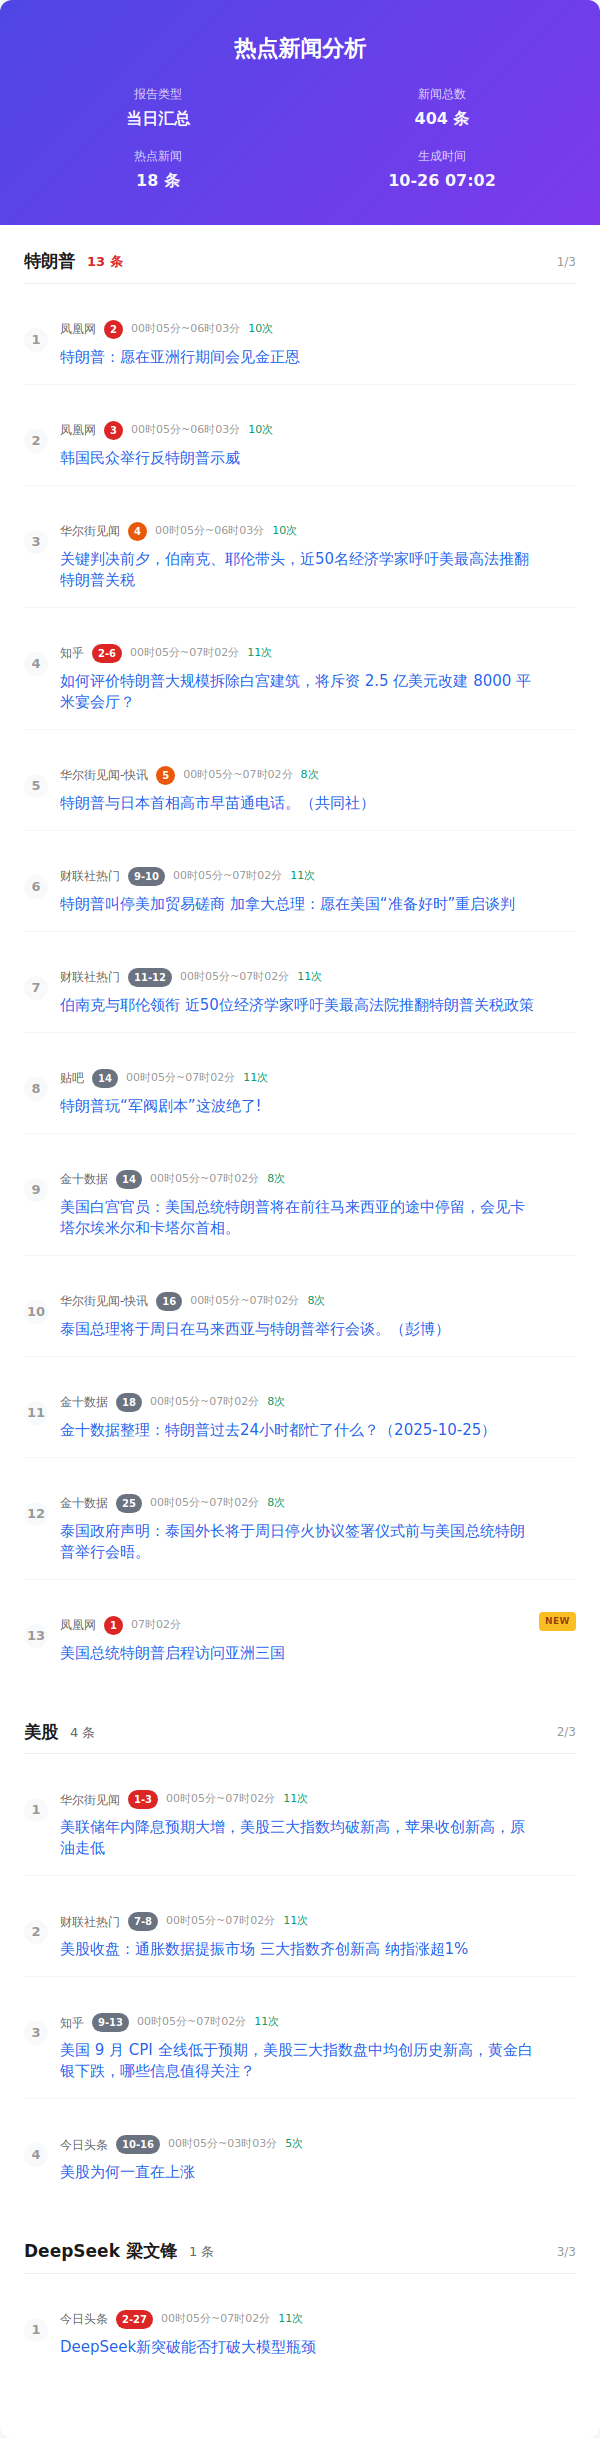 热点新闻分析
报告类型
新闻总数
当日汇总
404 条
热点新闻
生成时间
18 条
10-26 07:02
特朗普 13 条 1/3
1 凤凰网 2 00时05分~06时03分 10次
特朗普：愿在亚洲行期间会见金正恩
2 凤凰网 3 00时05分~06时03分 10次
韩国民众举行反特朗普示威
3 华尔街见闻 4 00时05分~06时03分 10次
关键判决前夕，伯南克、耶伦带头，近50名经济学家呼吁美最高法推翻
特朗普关税
4 知乎 2-6 00时05分~07时02分 11次
如何评价特朗普大规模拆除白宫建筑，将斥资 2.5 亿美元改建 8000 平
米宴会厅？
5 华尔街见闻-快讯 5 00时05分~07时02分 8次
特朗普与日本首相高市早苗通电话。（共同社）
6 财联社热门 9-10 00时05分~07时02分 11次
特朗普叫停美加贸易磋商 加拿大总理：愿在美国“准备好时”重启谈判
7 财联社热门 11-12 00时05分~07时02分 11次
伯南克与耶伦领衔 近50位经济学家呼吁美最高法院推翻特朗普关税政策
8 贴吧 14 00时05分~07时02分 11次
特朗普玩“军阀剧本”这波绝了!
9 金十数据 14 00时05分~07时02分 8次
美国白宫官员：美国总统特朗普将在前往马来西亚的途中停留，会见卡
塔尔埃米尔和卡塔尔首相。
10 华尔街见闻-快讯 16 00时05分~07时02分 8次
泰国总理将于周日在马来西亚与特朗普举行会谈。（彭博）
11 金十数据 18 00时05分~07时02分 8次
金十数据整理：特朗普过去24小时都忙了什么？（2025-10-25）
12 金十数据 25 00时05分~07时02分 8次
泰国政府声明：泰国外长将于周日停火协议签署仪式前与美国总统特朗
普举行会晤。
13 凤凰网 1 07时02分 NEW
美国总统特朗普启程访问亚洲三国
美股 4 条 2/3
1 华尔街见闻 1-3 00时05分~07时02分 11次
美联储年内降息预期大增，美股三大指数均破新高，苹果收创新高，原
油走低
2 财联社热门 7-8 00时05分~07时02分 11次
美股收盘：通胀数据提振市场 三大指数齐创新高 纳指涨超1%
3 知乎 9-13 00时05分~07时02分 11次
美国 9 月 CPI 全线低于预期，美股三大指数盘中均创历史新高，黄金白
银下跌，哪些信息值得关注？
4 今日头条 10-16 00时05分~03时03分 5次
美股为何一直在上涨
DeepSeek 梁文锋 1 条 3/3
1 今日头条 2-27 00时05分~07时02分 11次
DeepSeek新突破能否打破大模型瓶颈